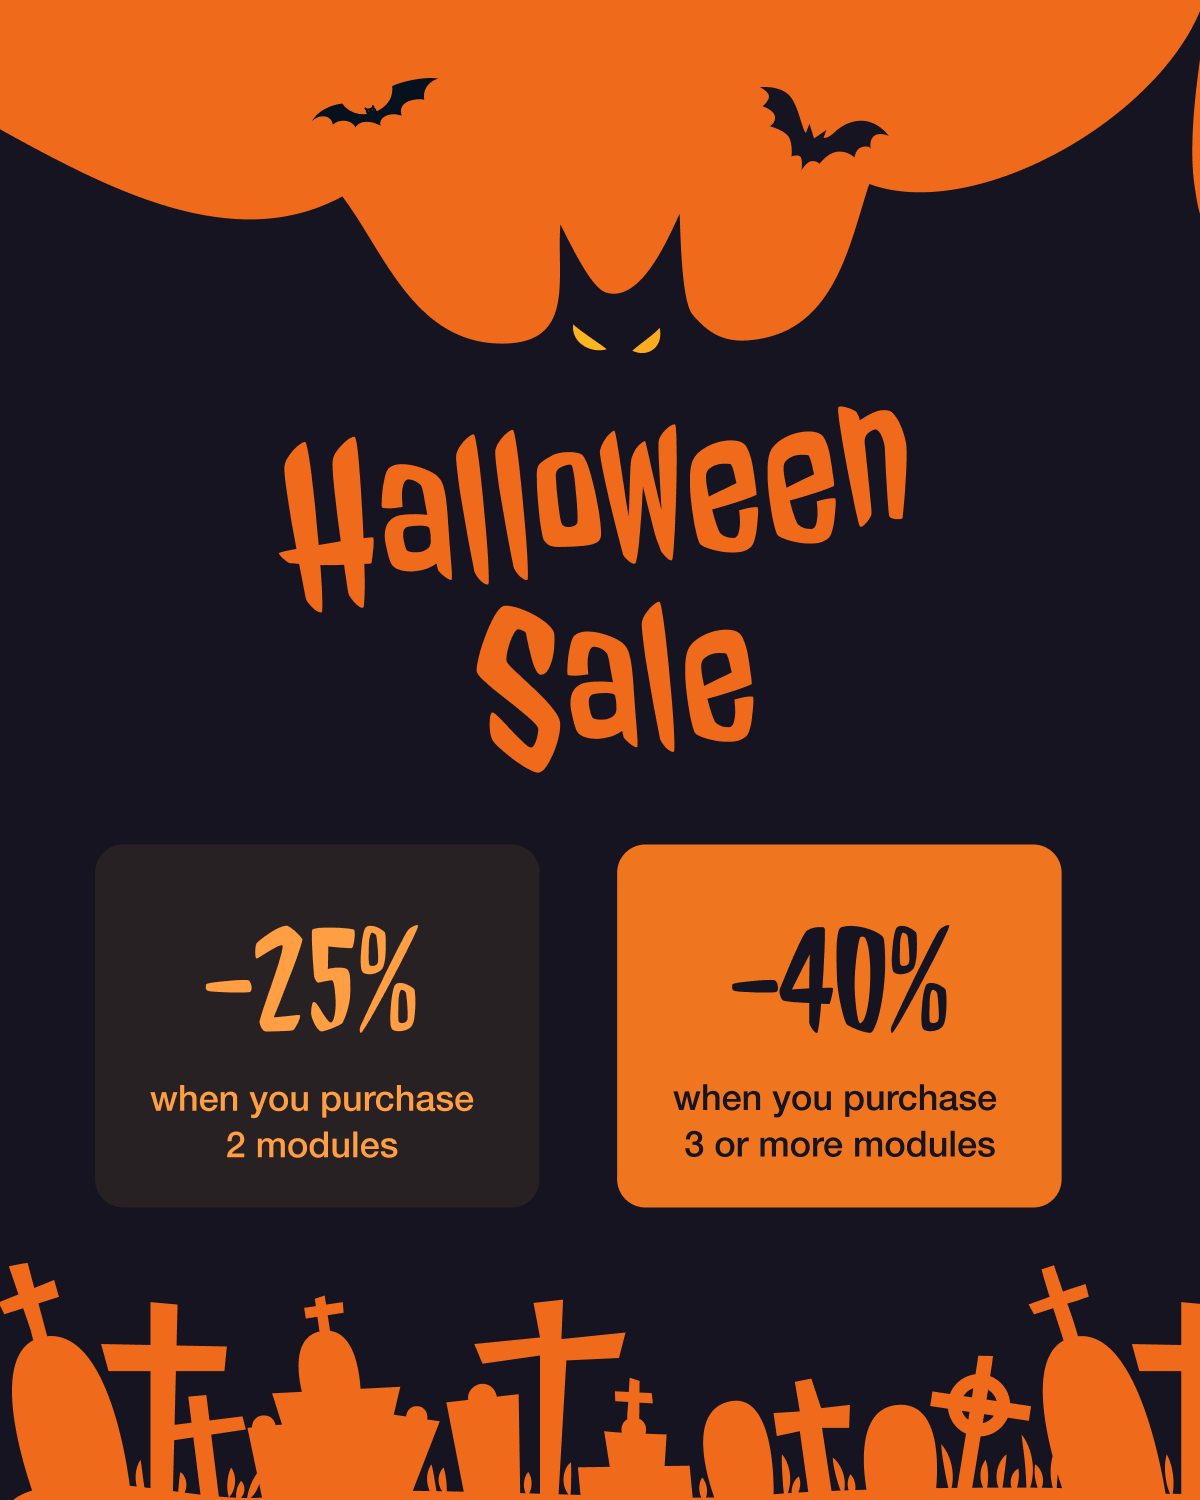 Halloween
Sale
-25%
when you purchase
2 modules
-40%
when you purchase
3 or more modules